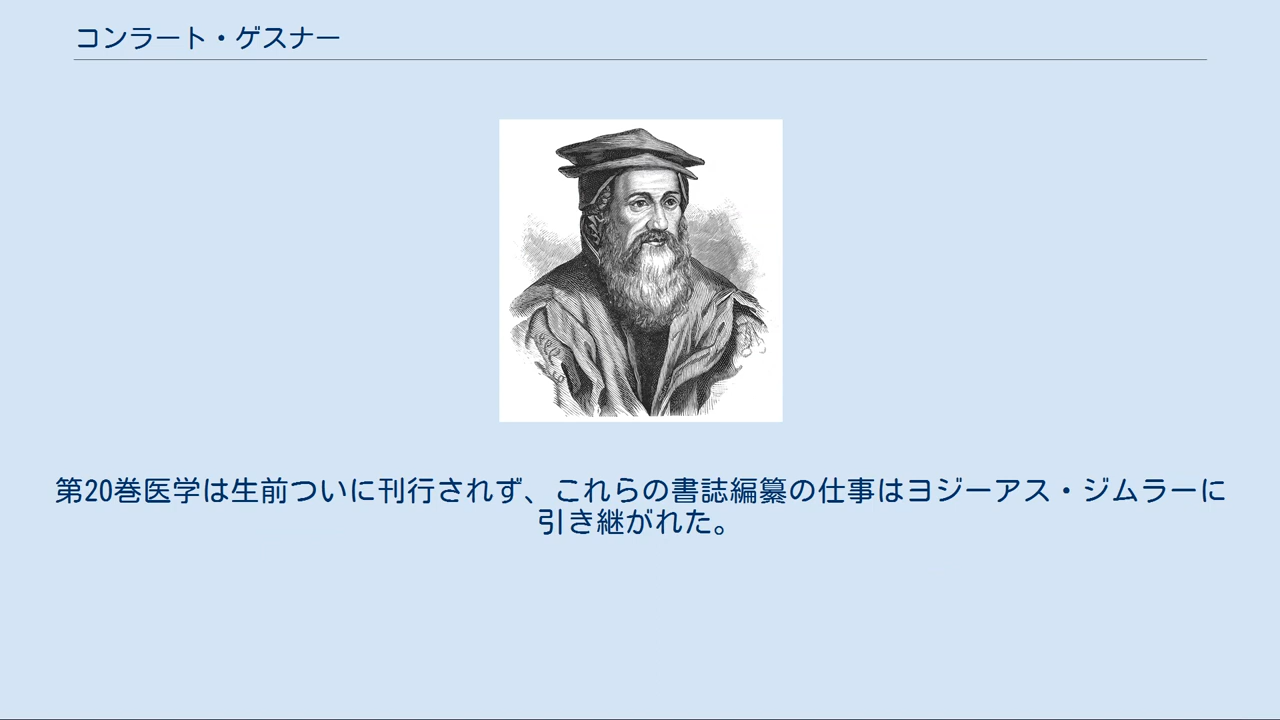 コンラート・ゲスナー
第20巻医学は生前ついに刊行されず、これらの書誌編纂の仕事はヨジーアス・ジムラーに
引き継がれた。